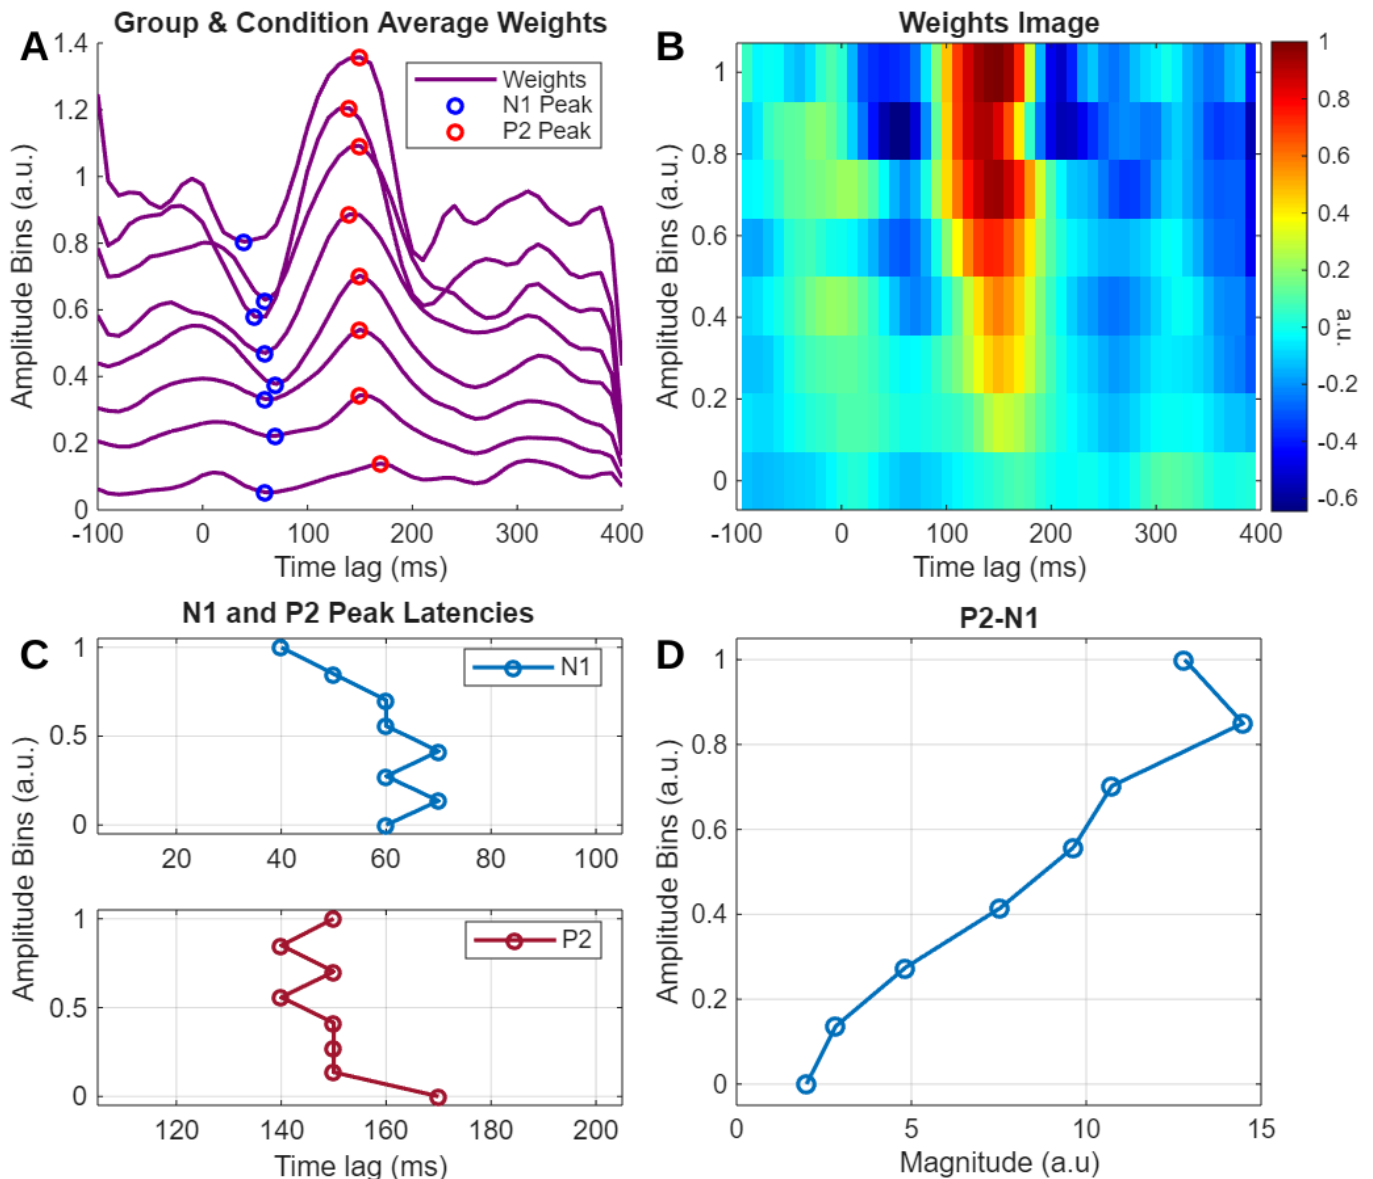 A
Group & Condition Average Weights
1.4
1.2
1
0.8
0.6
0.4
0.2
0
Amplitude Bins (a.u.)
-100
0
100
200
300
400
Time lag (ms)
Weights
N1 Peak
P2 Peak
B
Weights Image
1
0.8
0.6
0.4
0.2
0
Amplitude Bins (a.u.)
-100
0
100
200
300
400
Time lag (ms)
1
0.8
0.6
0.4
0.2
0
-0.2
-0.4
-0.6
a.u.
C
N1 and P2 Peak Latencies
1
0.5
0
20
40
60
80
100
N1
Amplitude Bins (a.u.)
1
0.5
0
120
140
160
180
200
P2
Time lag (ms)
D
P2-N1
1
0.8
0.6
0.4
0.2
0
Amplitude Bins (a.u.)
0
5
10
15
Magnitude (a.u)